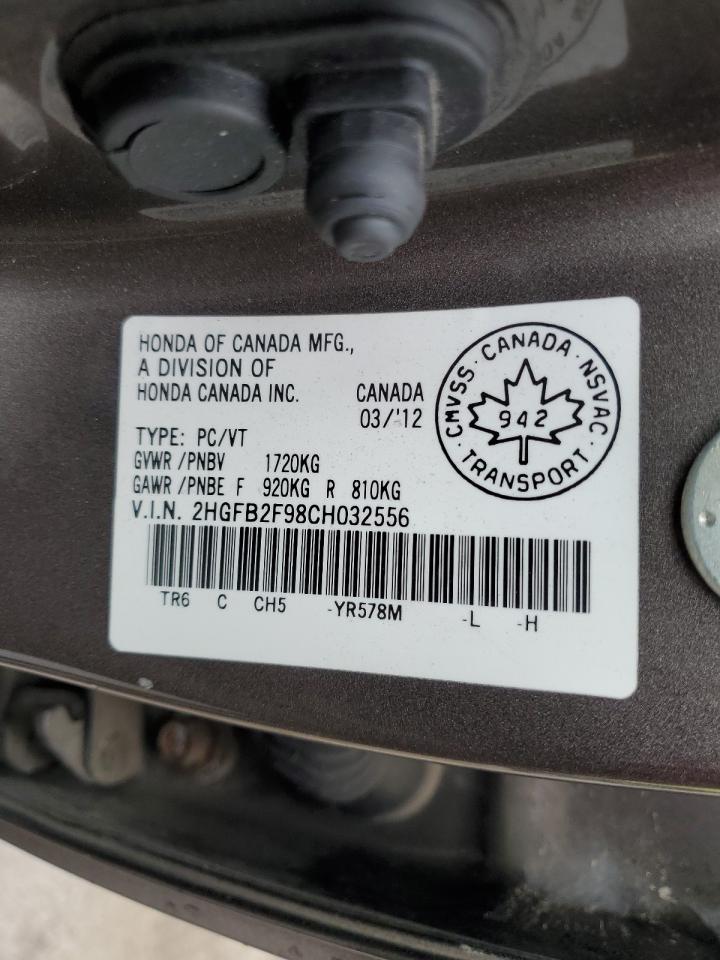 HONDA OF CANADA MFG.,
A DIVISION OF
HONDA CANADA INC.
CANADA
03/'12
TYPE: PC/VT
GVWR/PNBV 1720KG
GAWR/PNBE F 920KG R 810KG
V.I.N. 2HGFB2F98CH032556
TR6 C CH5 -YR578M -L -H
CMVSS · CANADA · NSVAC
942
· TRANSPORT ·